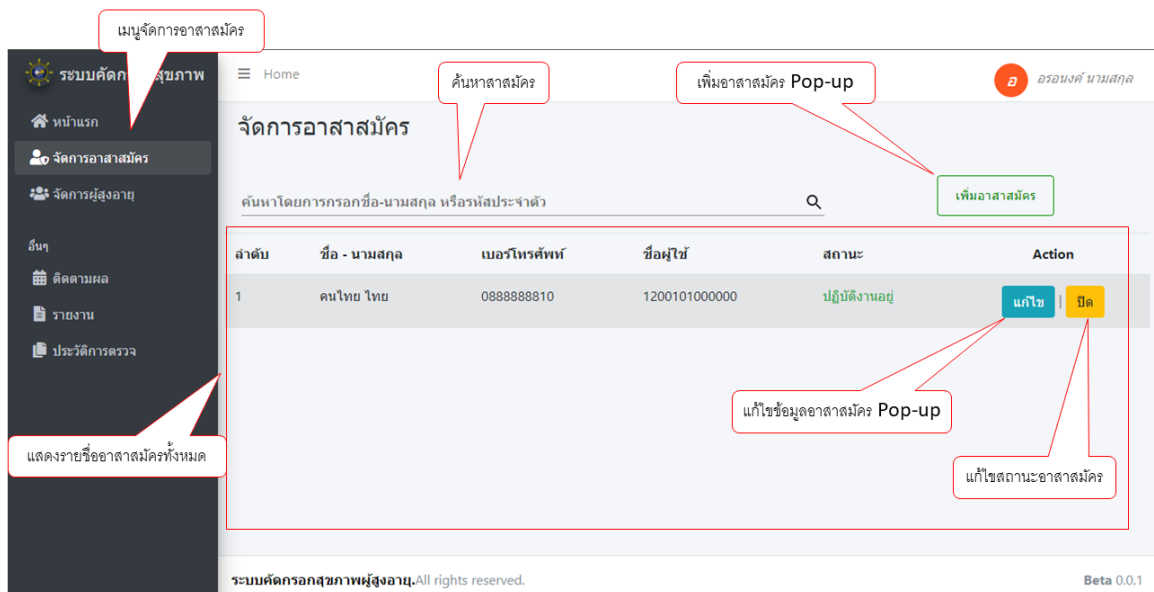 เมนูจัดการอาสาสมัคร
ระบบคัดก สุขภาพ
Home
ค้นหาสาสมัคร
เพิ่มอาสาสมัคร Pop-up
อ อรอนงค์ นามสกุล
หน้าแรก
จัดการอาสาสมัคร
จัดการผู้สูงอายุ
อื่นๆ
ติดตามผล
รายงาน
ประวัติการตรวจ
จัดการอาสาสมัคร
ค้นหาโดยการกรอกชื่อ-นามสกุล หรือรหัสประจำตัว
เพิ่มอาสาสมัคร
ลำดับ ชื่อ - นามสกุล เบอร์โทรศัพท์ ชื่อผู้ใช้ สถานะ Action
1 คนไทย ไทย 0888888810 1200101000000 ปฏิบัติงานอยู่ แก้ไข | ปิด
แก้ไขข้อมูลอาสาสมัคร Pop-up
แสดงรายชื่ออาสาสมัครทั้งหมด
แก้ไขสถานะอาสาสมัคร
ระบบคัดกรอกสุขภาพผู้สูงอายุ.All rights reserved.
Beta 0.0.1